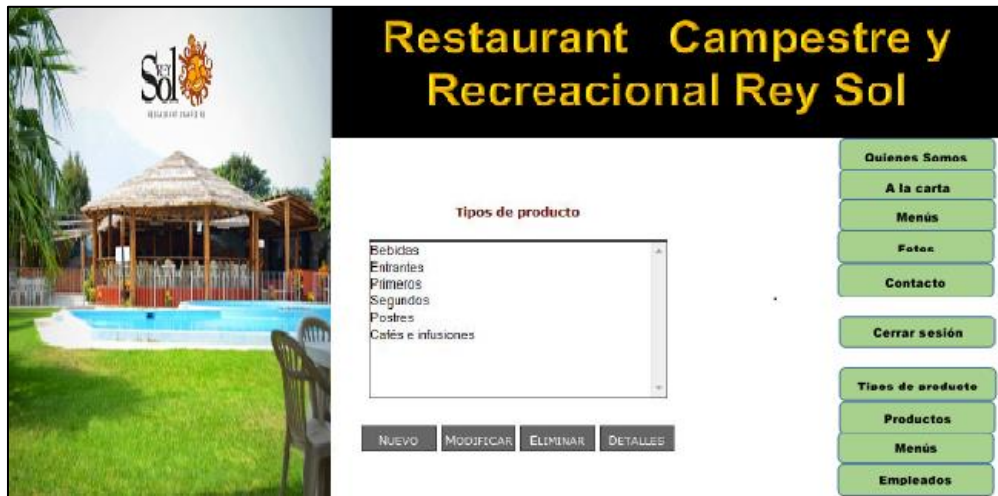 REY
Sol
Restaurant Campestre y
Recreacional Rey Sol
Tipos de producto
Bebidas
Entrantes
Primeros
Segundos
Postres
Cafés e infusiones
NUEVO MODIFICAR ELIMINAR DETALLES
Quienes Somos
A la carta
Menús
Fotos
Contacto
Cerrar sesión
Tipos de producto
Productos
Menús
Empleados